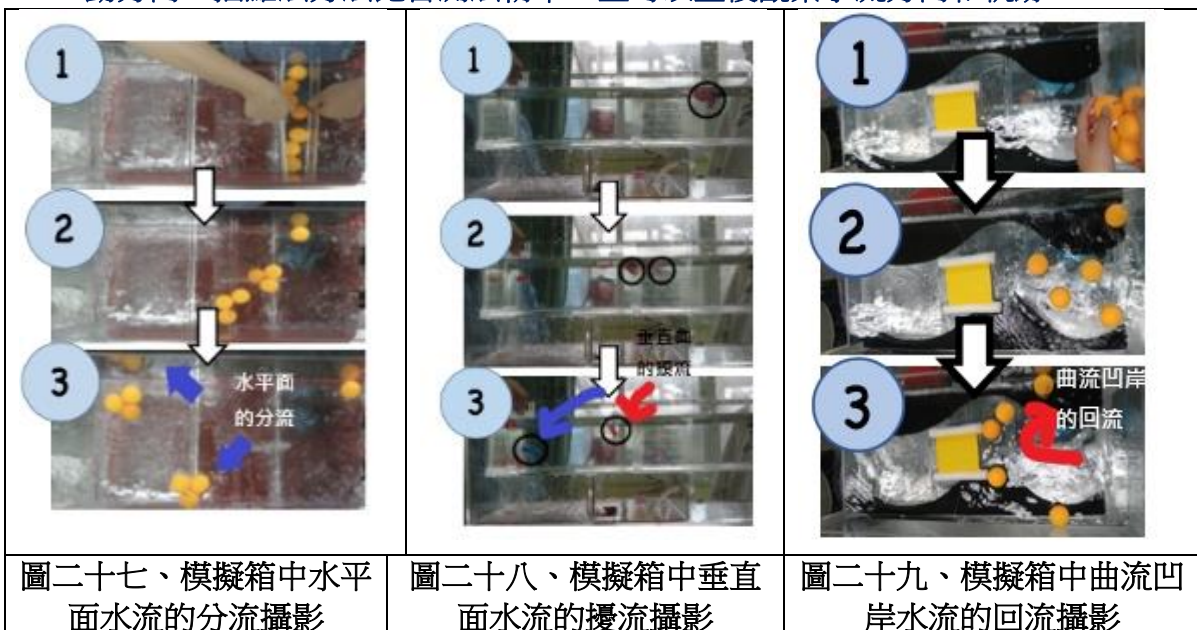 1
2
3
水平面
的分流
1
2
垂直面
的擾流
3
1
2
3
曲流凹岸
的回流
圖二十七、模擬箱中水平
面水流的分流攝影
圖二十八、模擬箱中垂直
面水流的擾流攝影
圖二十九、模擬箱中曲流凹
岸水流的回流攝影